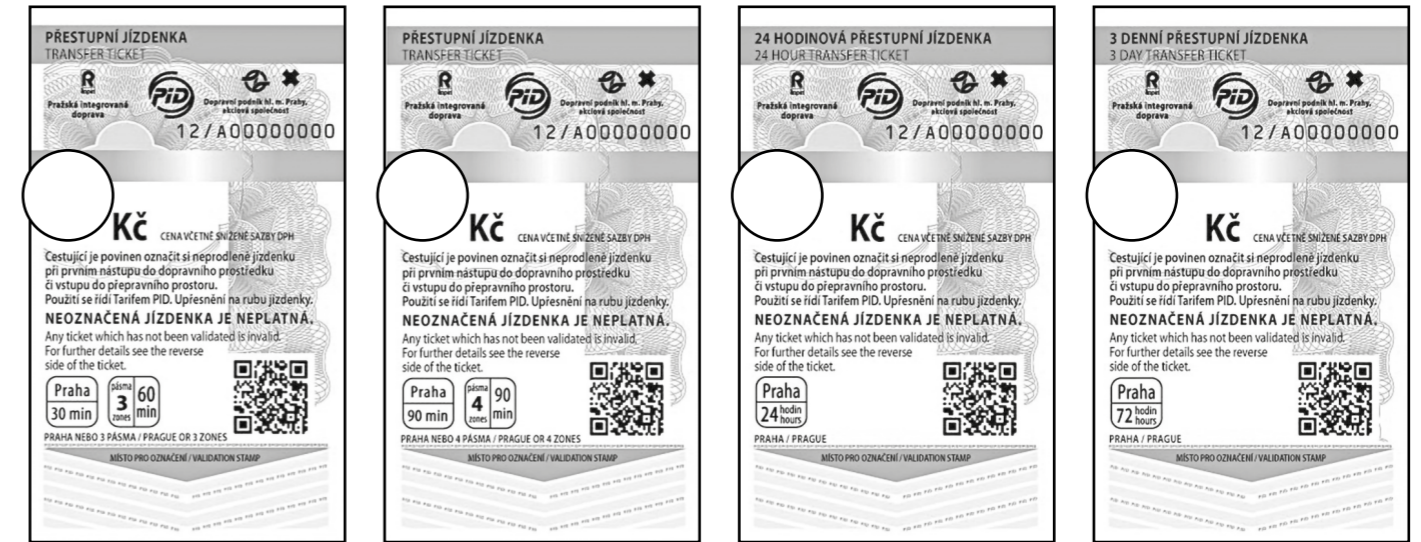 PŘESTUPNÍ JÍZDENKA
TRANSFER TICKET
Ropet
Pražská integrovaná
doprava
PID
Dopravní podnik hl. m. Prahy,
akciová společnost
12/A00000000
Kč
CENA VČETNĚ SNÍŽENÉ SAZBY DPH
Cestující je povinen označit si neprodleně jízdenku
při prvním nástupu do dopravního prostředku
či vstupu do přepravního prostoru.
Použití se řídí Tarifem PID. Upřesnění na rubu jízdenky.
NEOZNAČENÁ JÍZDENKA JE NEPLATNÁ.
Any ticket which has not been validated is invalid.
For further details see the reverse
side of the ticket.
Praha
30 min
pásma
3
zones
60
min
PRAHA NEBO 3 PÁSMA / PRAGUE OR 3 ZONES
MÍSTO PRO OZNAČENÍ / VALIDATION STAMP
PŘESTUPNÍ JÍZDENKA
TRANSFER TICKET
Ropet
Pražská integrovaná
doprava
PID
Dopravní podnik hl. m. Prahy,
akciová společnost
12/A00000000
Kč
CENA VČETNĚ SNÍŽENÉ SAZBY DPH
Cestující je povinen označit si neprodleně jízdenku
při prvním nástupu do dopravního prostředku
či vstupu do přepravního prostoru.
Použití se řídí Tarifem PID. Upřesnění na rubu jízdenky.
NEOZNAČENÁ JÍZDENKA JE NEPLATNÁ.
Any ticket which has not been validated is invalid.
For further details see the reverse
side of the ticket.
Praha
90 min
pásma
4
zones
90
min
PRAHA NEBO 4 PÁSMA / PRAGUE OR 4 ZONES
MÍSTO PRO OZNAČENÍ / VALIDATION STAMP
24 HODINOVÁ PŘESTUPNÍ JÍZDENKA
24 HOUR TRANSFER TICKET
Ropet
Pražská integrovaná
doprava
PID
Dopravní podnik hl. m. Prahy,
akciová společnost
12/A00000000
Kč
CENA VČETNĚ SNÍŽENÉ SAZBY DPH
Cestující je povinen označit si neprodleně jízdenku
při prvním nástupu do dopravního prostředku
či vstupu do přepravního prostoru.
Použití se řídí Tarifem PID. Upřesnění na rubu jízdenky.
NEOZNAČENÁ JÍZDENKA JE NEPLATNÁ.
Any ticket which has not been validated is invalid.
For further details see the reverse
side of the ticket.
Praha
24 hodin
hours
PRAHA / PRAGUE
MÍSTO PRO OZNAČENÍ / VALIDATION STAMP
3 DENNÍ PŘESTUPNÍ JÍZDENKA
3 DAY TRANSFER TICKET
Ropet
Pražská integrovaná
doprava
PID
Dopravní podnik hl. m. Prahy,
akciová společnost
12/A00000000
Kč
CENA VČETNĚ SNÍŽENÉ SAZBY DPH
Cestující je povinen označit si neprodleně jízdenku
při prvním nástupu do dopravního prostředku
či vstupu do přepravního prostoru.
Použití se řídí Tarifem PID. Upřesnění na rubu jízdenky.
NEOZNAČENÁ JÍZDENKA JE NEPLATNÁ.
Any ticket which has not been validated is invalid.
For further details see the reverse
side of the ticket.
Praha
72 hodin
hours
PRAHA / PRAGUE
MÍSTO PRO OZNAČENÍ / VALIDATION STAMP